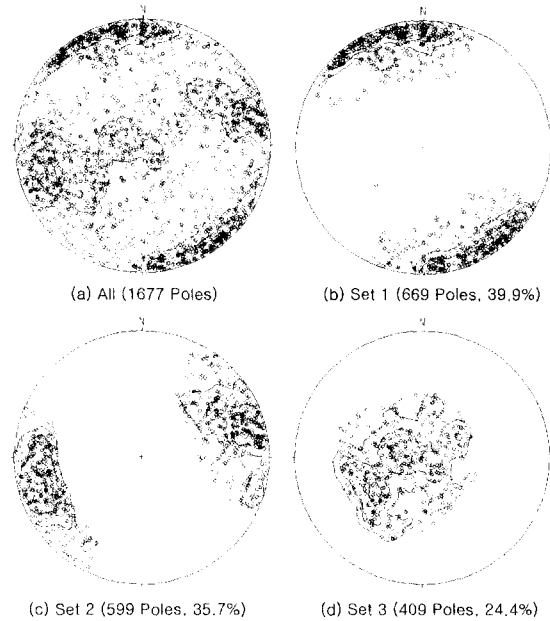 N
N
(a) All (1677 Poles)
(b) Set 1 (669 Poles, 39.9%)
N
N
(c) Set 2 (599 Poles, 35.7%)
(d) Set 3 (409 Poles, 24.4%)